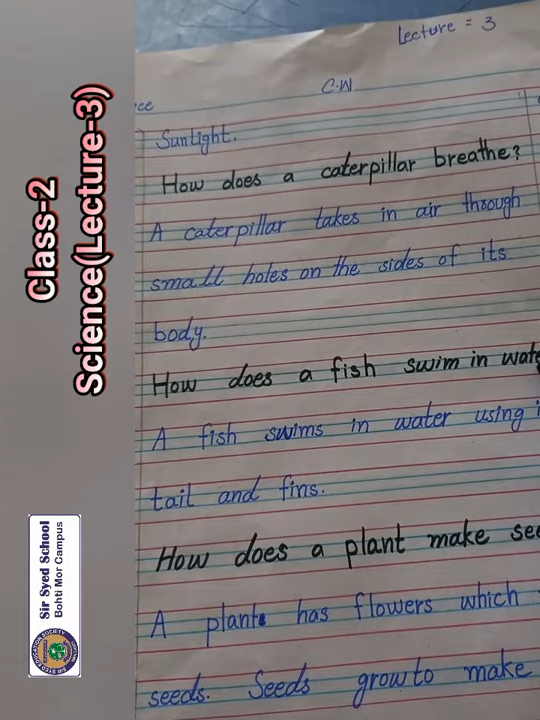 Class-2
Science(Lecture-3)
Sir Syed School
Bohti Mor Campus
Lecture = 3
C.W
Sunlight.
How does a caterpillar breathe?
A caterpillar takes in air through
small holes on the sides of its
body.
How does a fish swim in
A fish swims in water using
tail and fins.
How does a plant make
A plant has flowers which
seeds. Seeds grow to make